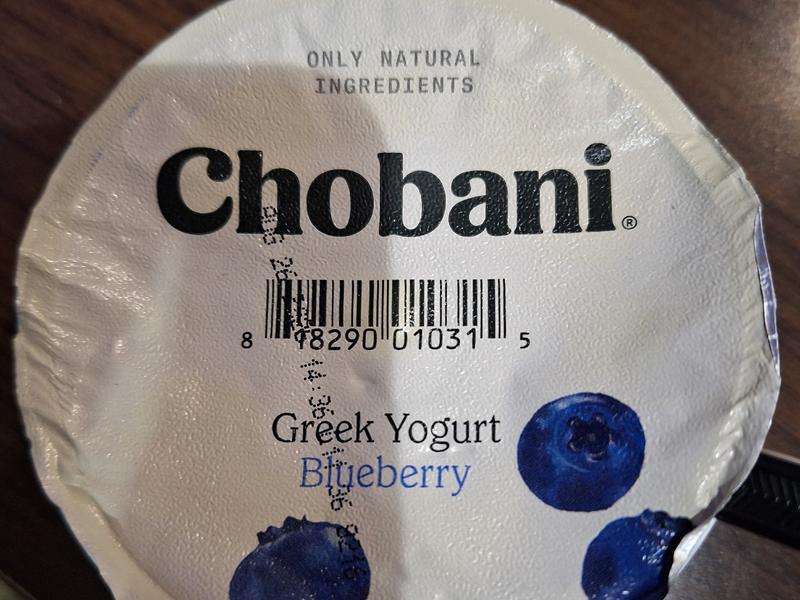 ONLY NATURAL
INGREDIENTS
Chobani®
8 18290 01031 5
Greek Yogurt
Blueberry